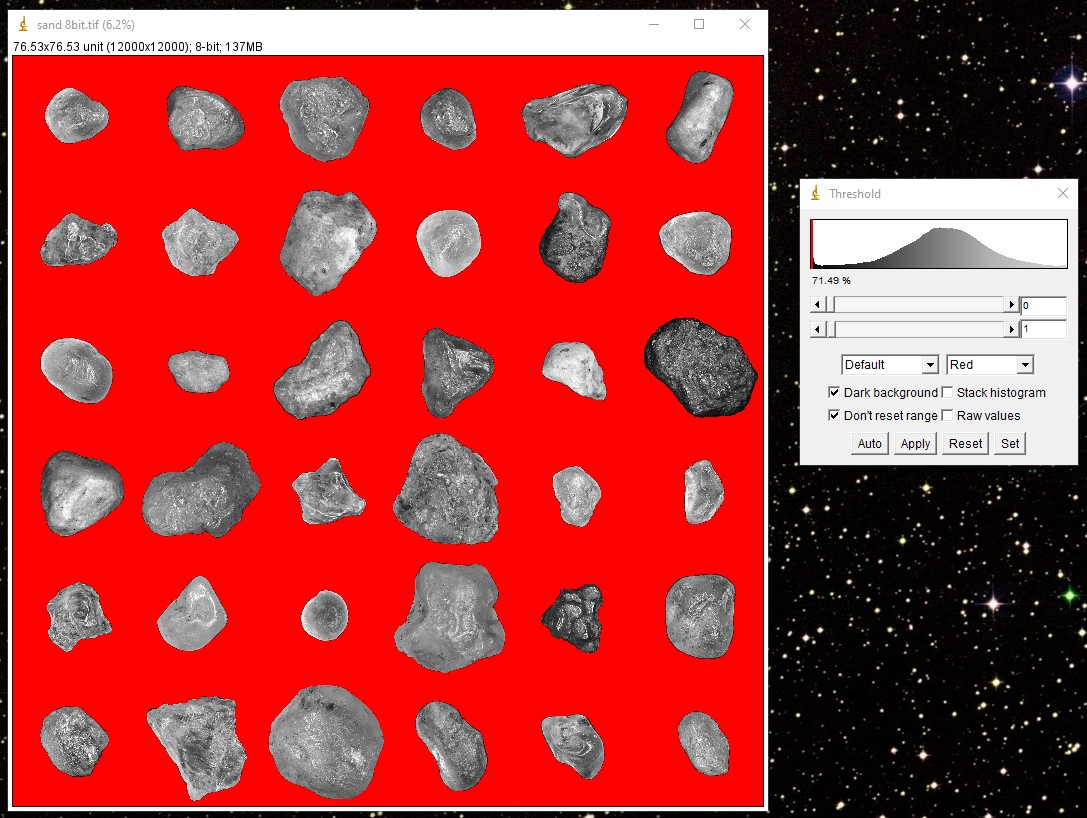 sand 8bit.tif (6.2%)
76.53x76.53 unit (12000x12000); 8-bit; 137MB
Threshold
71.49 %
0
1
Default Red
Dark background Stack histogram
Don't reset range Raw values
Auto Apply Reset Set